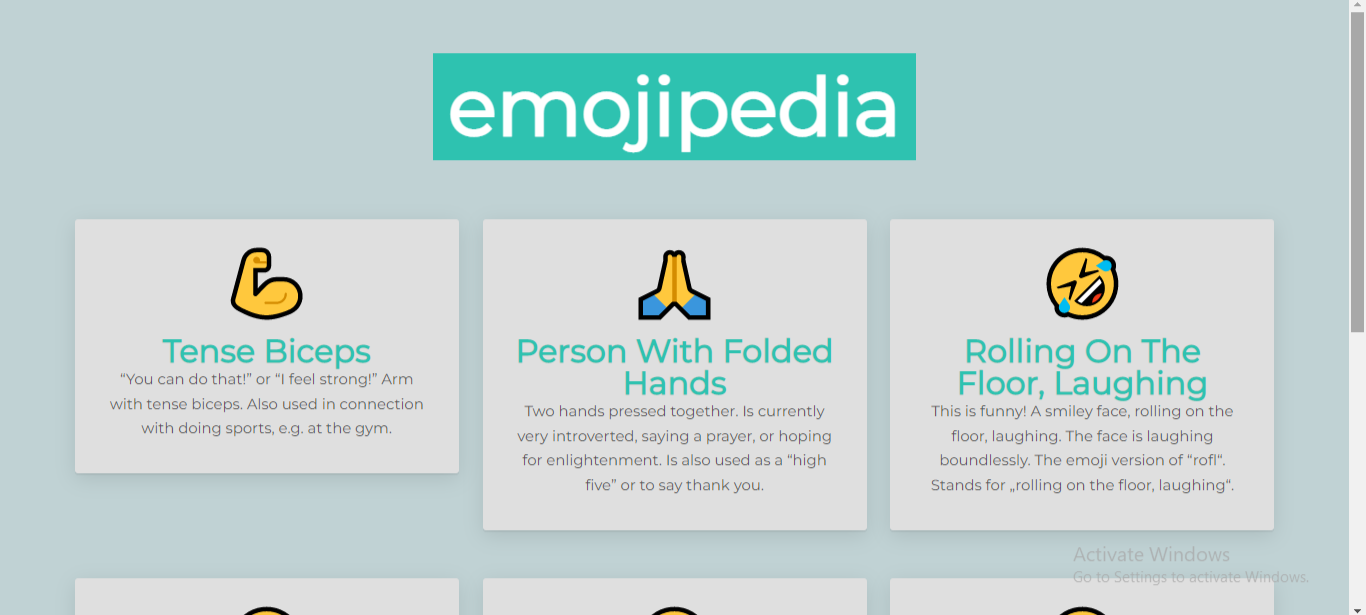 emojipedia
Tense Biceps
“You can do that!” or “I feel strong!” Arm
with tense biceps. Also used in connection
with doing sports, e.g. at the gym.
Person With Folded
Hands
Two hands pressed together. Is currently
very introverted, saying a prayer, or hoping
for enlightenment. Is also used as a “high
five” or to say thank you.
Rolling On The
Floor, Laughing
This is funny! A smiley face, rolling on the
floor, laughing. The face is laughing
boundlessly. The emoji version of “rofl“.
Stands for „rolling on the floor, laughing“.
Activate Windows
Go to Settings to activate Windows.